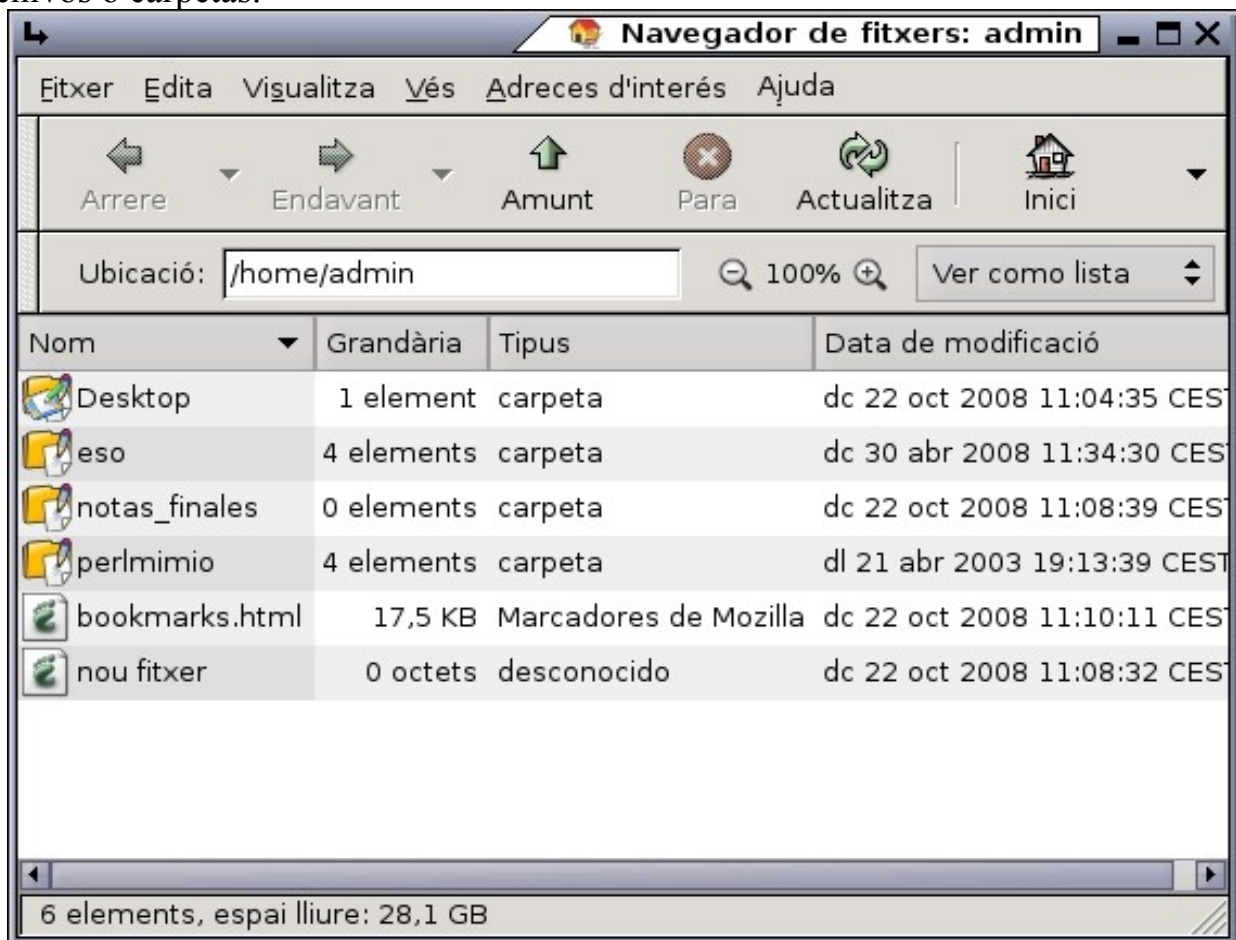 chivos o carpetas.
Navegador de fitxers: admin
Fitxer Edita Visualitza Vés Adreces d'interés Ajuda
Arrere Endavant Amunt Para Actualitza Inici
Ubicació: /home/admin 100% Ver como lista
Nom Grandària Tipus Data de modificació
Desktop 1 element carpeta dc 22 oct 2008 11:04:35 CEST
eso 4 elements carpeta dc 30 abr 2008 11:34:30 CES
notas_finales 0 elements carpeta dc 22 oct 2008 11:08:39 CEST
perlmimio 4 elements carpeta dl 21 abr 2003 19:13:39 CEST
bookmarks.html 17,5 KB Marcadores de Mozilla dc 22 oct 2008 11:10:11 CES
nou fitxer 0 octets desconocido dc 22 oct 2008 11:08:32 CEST
6 elements, espai lliure: 28,1 GB